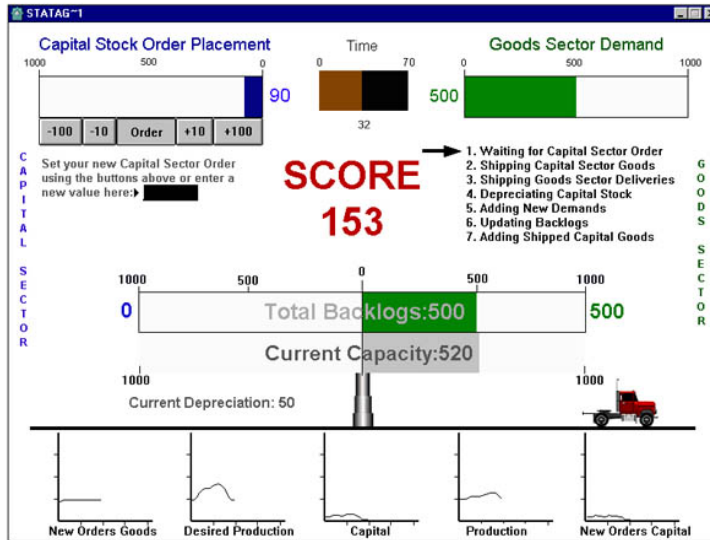 STATAG~1
Capital Stock Order Placement
Time
Goods Sector Demand
1000 500 0
0 70
0 500 1000
90
500
32
-100 -10 Order +10 +100
Set your new Capital Sector Order
using the buttons above or enter a
new value here:
SCORE
153
1. Waiting for Capital Sector Order
2. Shipping Capital Sector Goods
3. Shipping Goods Sector Deliveries
4. Depreciating Capital Stock
5. Adding New Demands
6. Updating Backlogs
7. Adding Shipped Capital Goods
CAPITAL SECTOR
GOODS SECTOR
1000 0 500 1000
0 Total Backlogs:500 500
Current Capacity:520
1000 1000
Current Depreciation: 50
New Orders Goods
Desired Production
Capital
Production
New Orders Capital